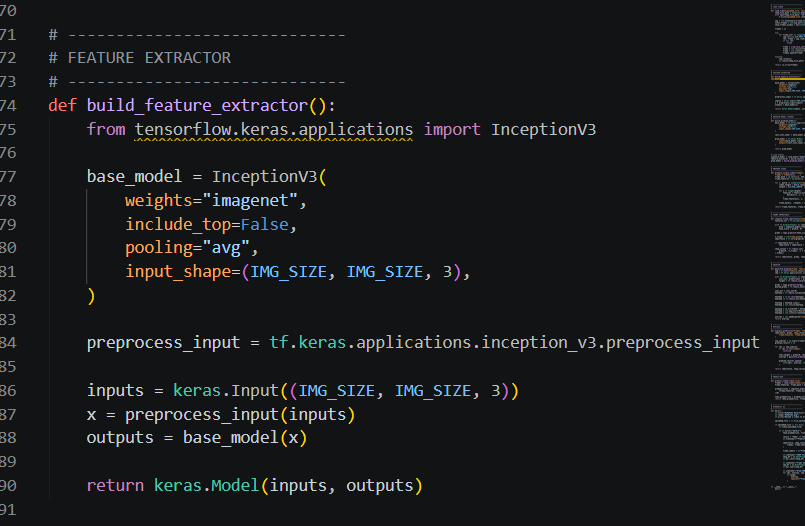 70
71 # -----------------------------
72 # FEATURE EXTRACTOR
73 # -----------------------------
74 def build_feature_extractor():
75     from tensorflow.keras.applications import InceptionV3
76
77     base_model = InceptionV3(
78         weights="imagenet",
79         include_top=False,
80         pooling="avg",
81         input_shape=(IMG_SIZE, IMG_SIZE, 3),
82     )
83
84     preprocess_input = tf.keras.applications.inception_v3.preprocess_input
85
86     inputs = keras.Input((IMG_SIZE, IMG_SIZE, 3))
87     x = preprocess_input(inputs)
88     outputs = base_model(x)
89
90     return keras.Model(inputs, outputs)
91